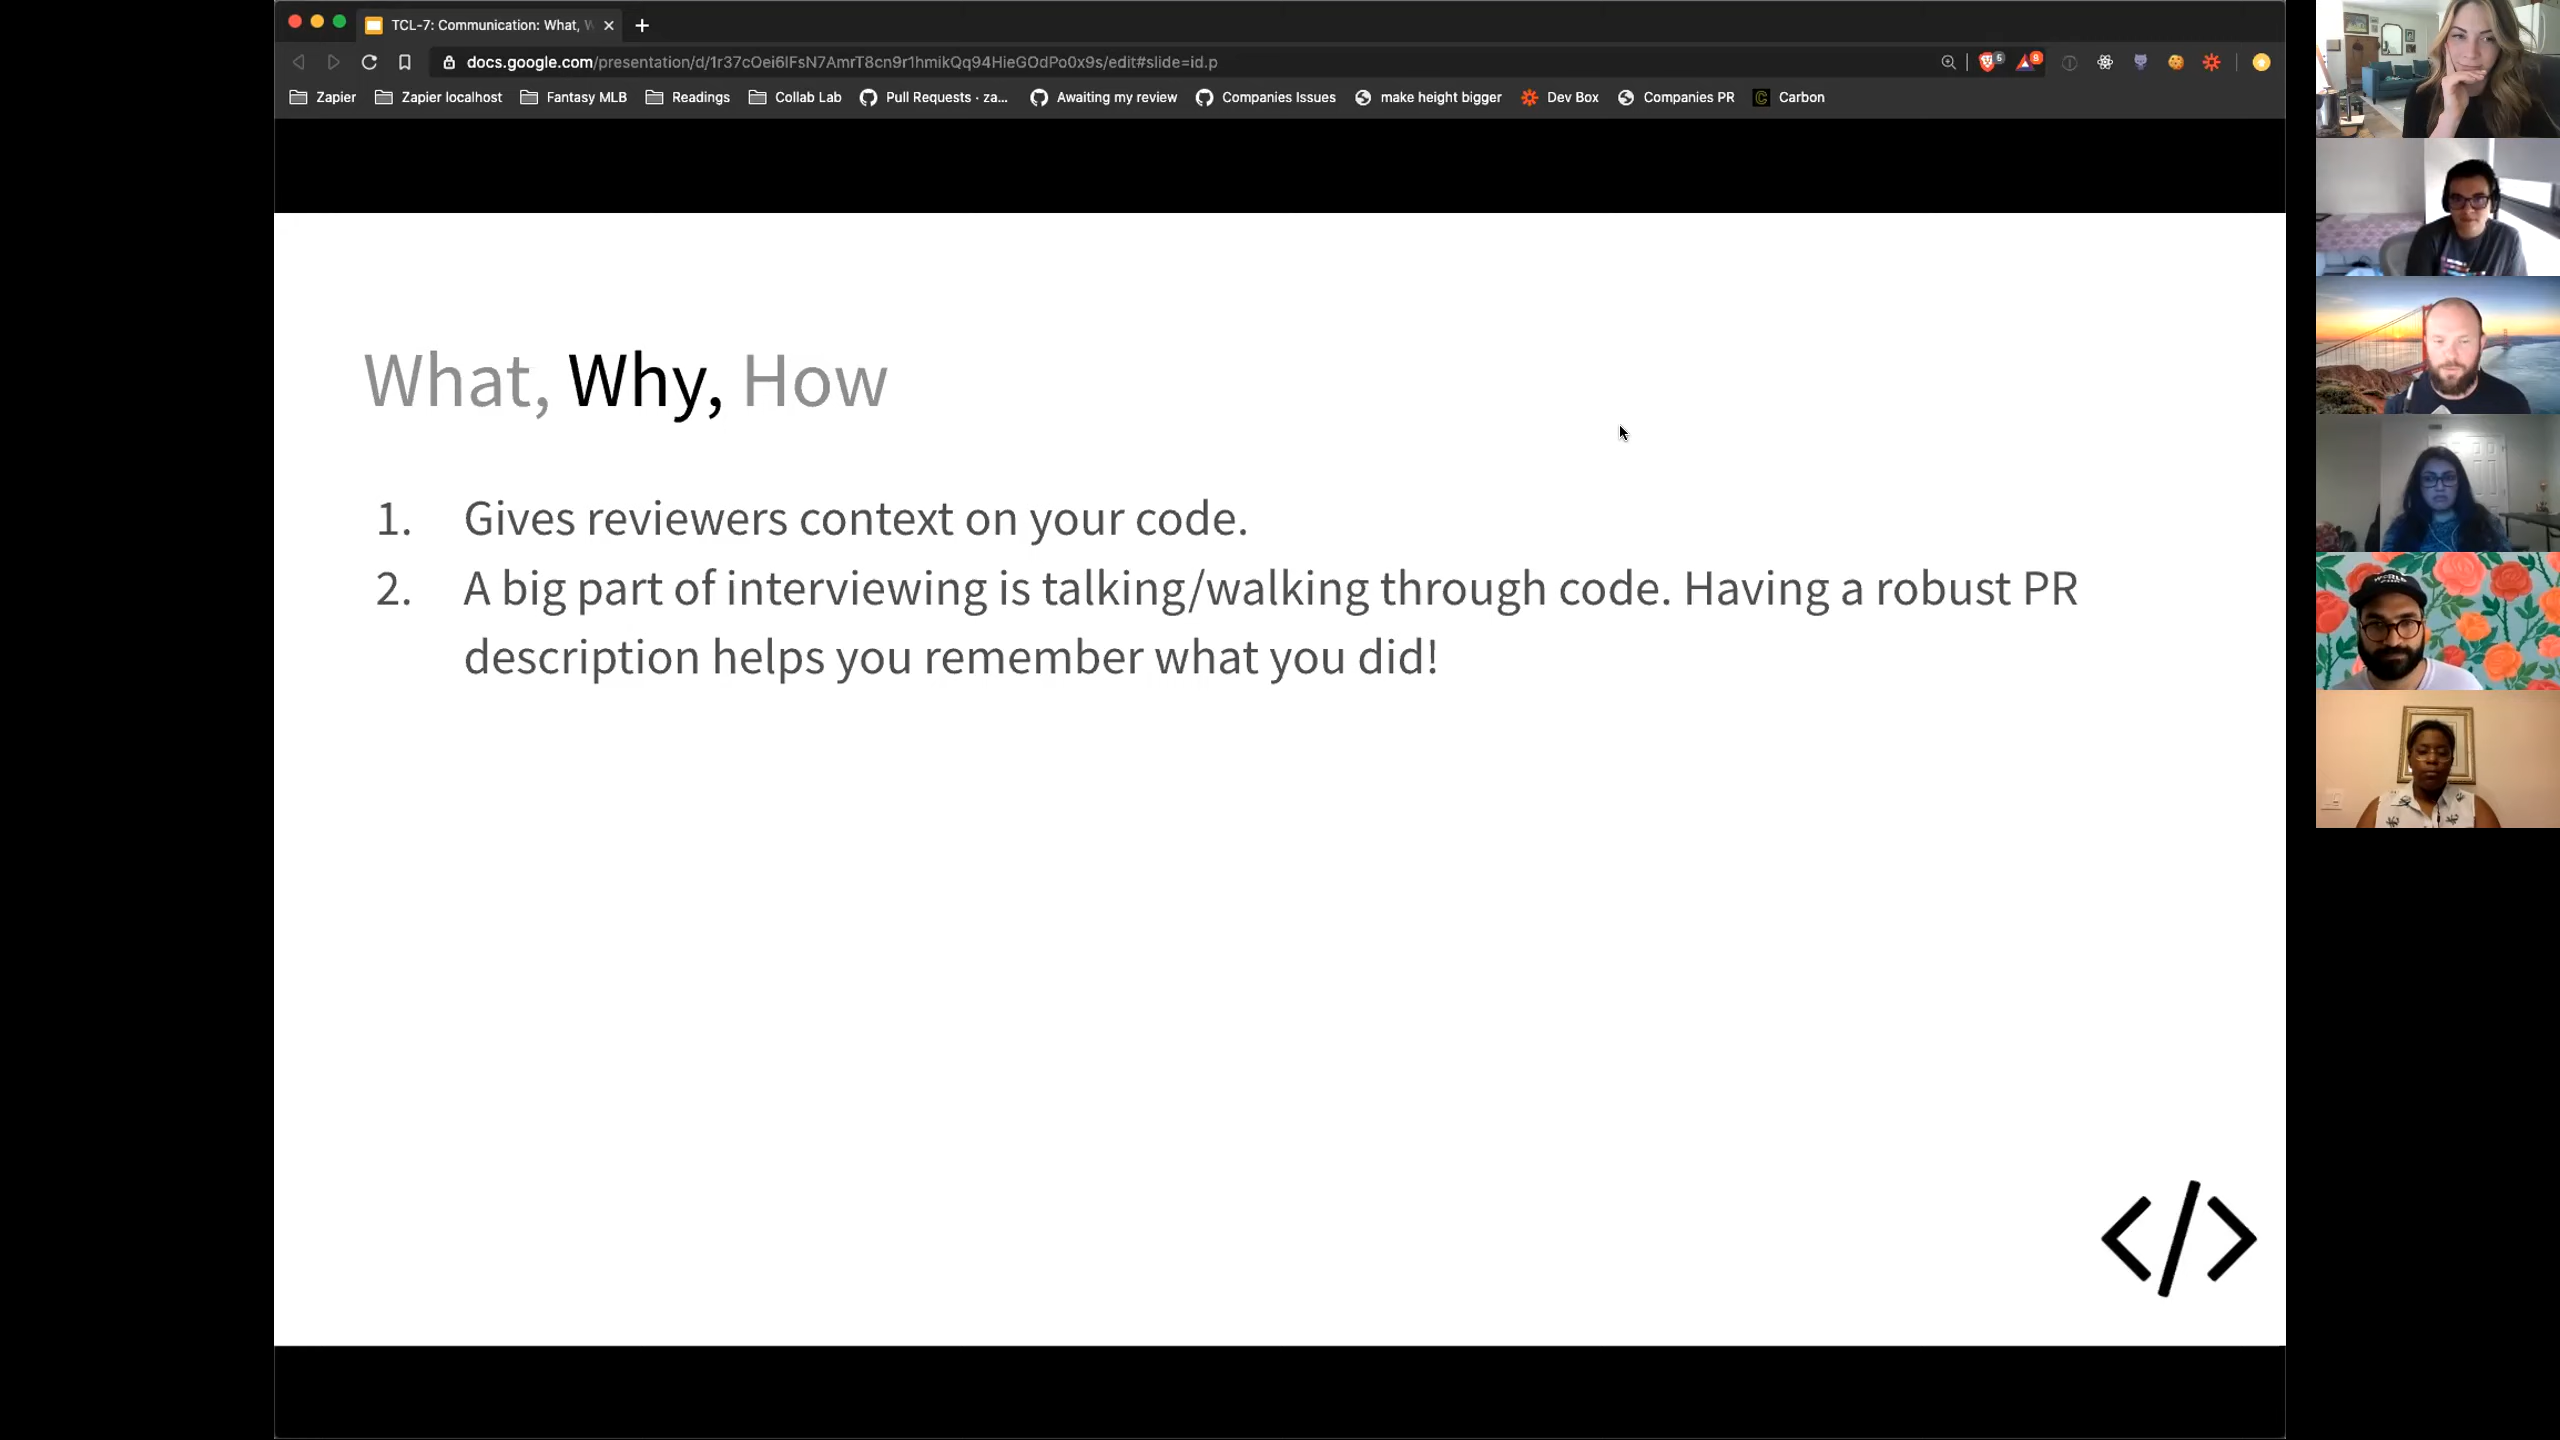 TCL-7: Communication: What, W
docs.google.com/presentation/d/1r37cOei6IFsN7AmrT8cn9r1hmikQq94HieGOdPo0x9s/edit#slide=id.p
Zapier Zapier localhost Fantasy MLB Readings Collab Lab Pull Requests · za... Awaiting my review Companies Issues make height bigger Dev Box Companies PR Carbon
What, Why, How
1. Gives reviewers context on your code.
2. A big part of interviewing is talking/walking through code. Having a robust PR
description helps you remember what you did!
</>